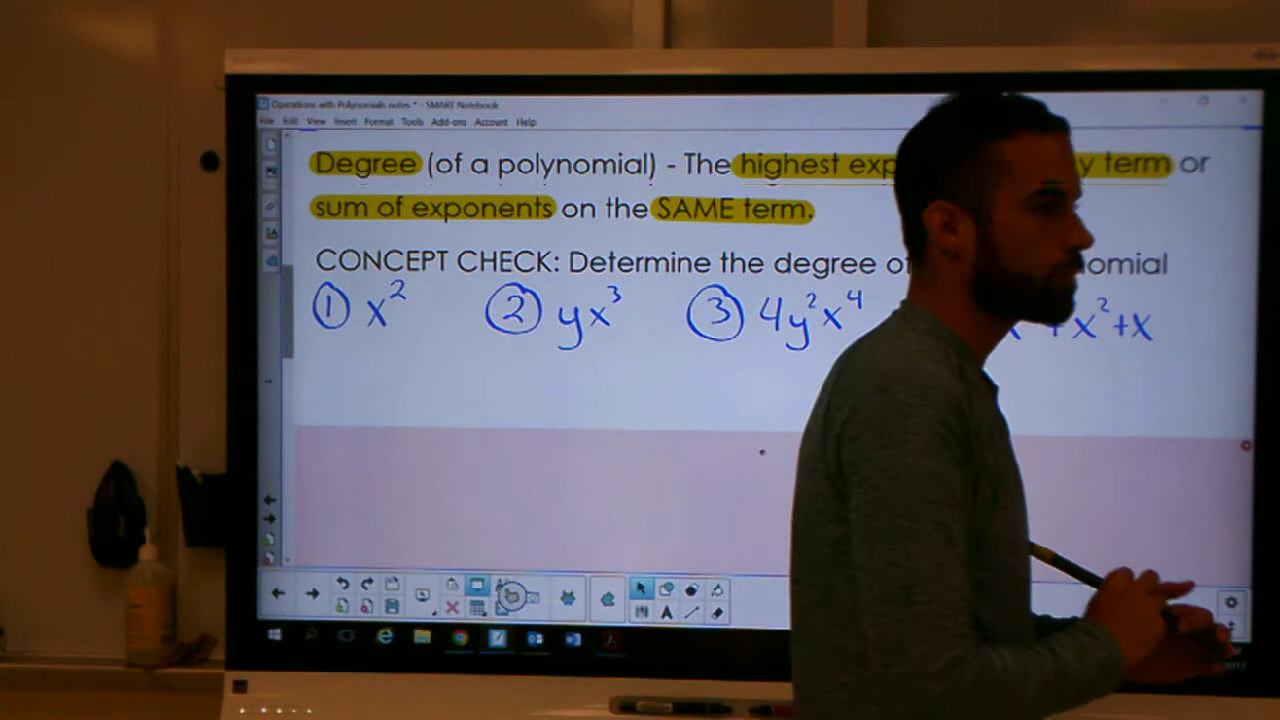 Operations with Polynomials notes * - SMART Notebook
File Edit View Insert Format Tools Add-ons Account Help
Degree (of a polynomial) - The highest exp y term or
sum of exponents on the SAME term.
CONCEPT CHECK: Determine the degree of omial
① x² ② yx³ ③ 4y²x⁴ x + x² + x